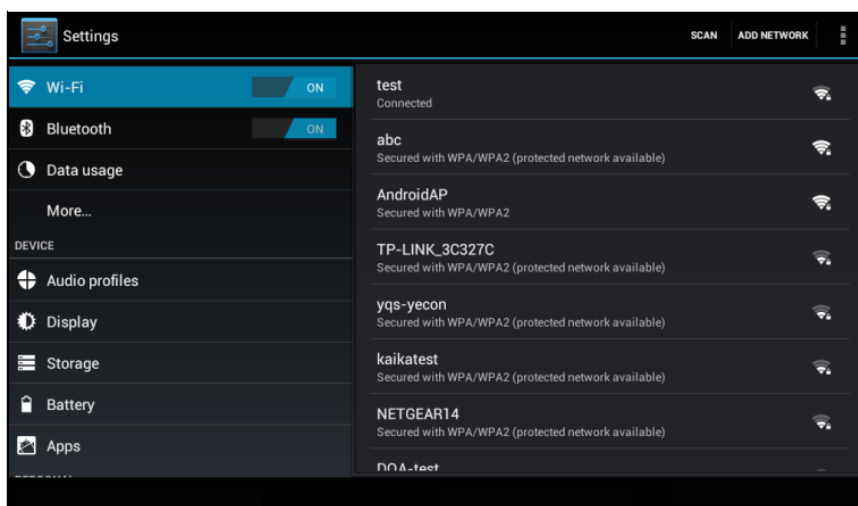 Settings
SCAN
ADD NETWORK
Wi-Fi
ON
Bluetooth
ON
Data usage
More...
DEVICE
Audio profiles
Display
Storage
Battery
Apps
test
Connected
abc
Secured with WPA/WPA2 (protected network available)
AndroidAP
Secured with WPA/WPA2
TP-LINK_3C327C
Secured with WPA/WPA2 (protected network available)
yqs-yecon
Secured with WPA/WPA2 (protected network available)
kaikatest
Secured with WPA/WPA2 (protected network available)
NETGEAR14
Secured with WPA/WPA2 (protected network available)